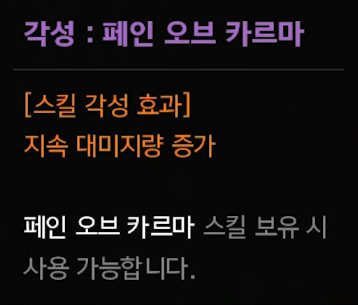 각성 : 페인 오브 카르마
[스킬 각성 효과]
지속 대미지량 증가
페인 오브 카르마 스킬 보유 시
사용 가능합니다.